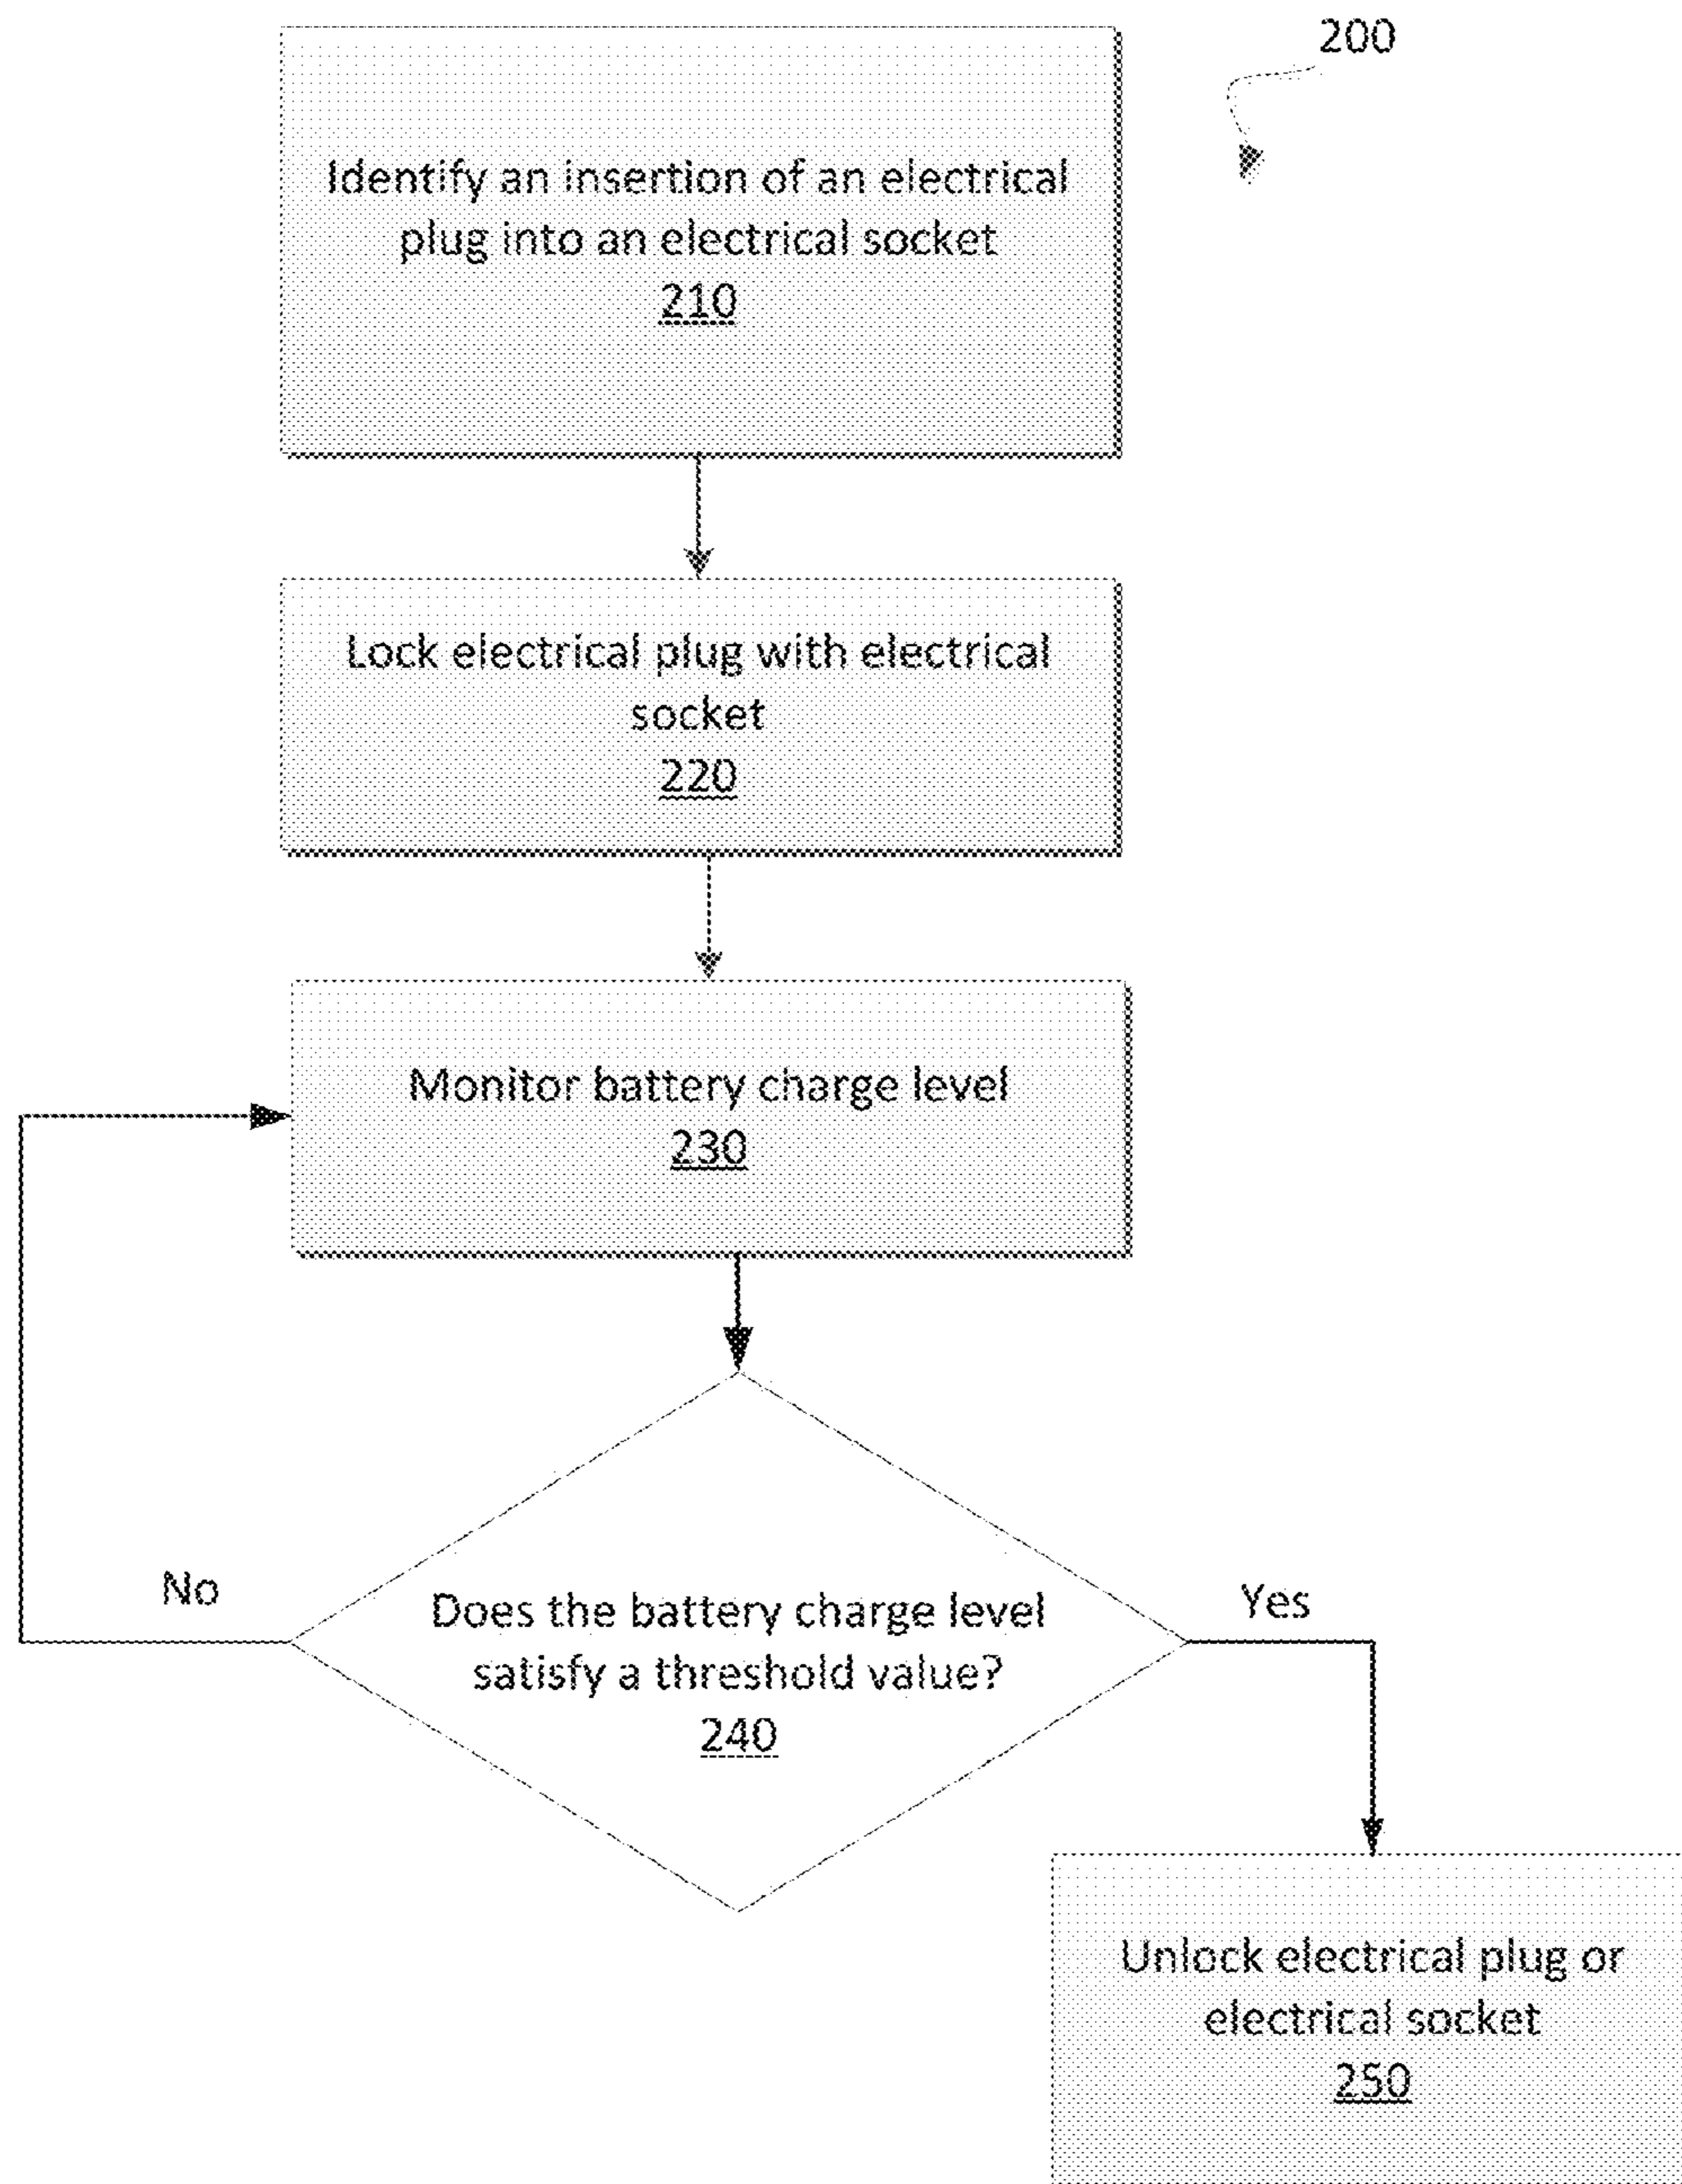 200
Identify an insertion of an electrical
plug into an electrical socket
210
Lock electrical plug with electrical
socket
220
Monitor battery charge level
230
No
Yes
Does the battery charge level
satisfy a threshold value?
240
Unlock electrical plug or
electrical socket
250